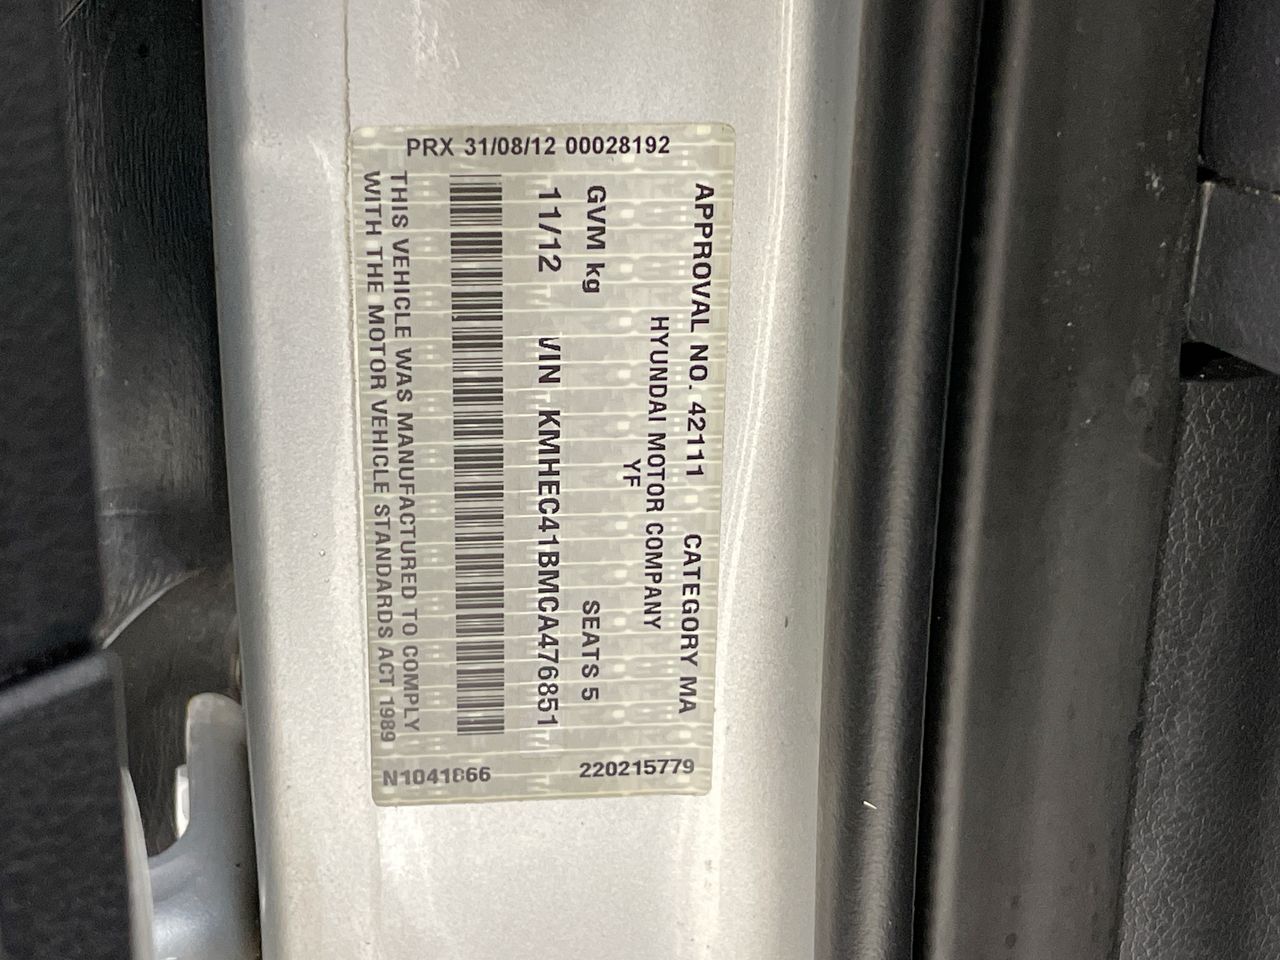 PRX 31/08/12 00028192
APPROVAL NO. 42111 CATEGORY MA
HYUNDAI MOTOR COMPANY
YF
GVM kg SEATS 5
11/12 VIN KMHEC41BMCA476851
THIS VEHICLE WAS MANUFACTURED TO COMPLY
WITH THE MOTOR VEHICLE STANDARDS ACT 1989
N1041866 220215779